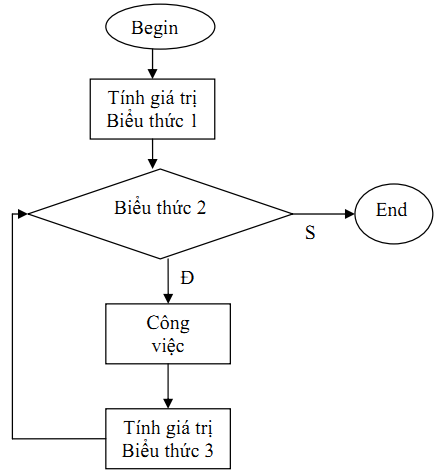 Begin
Tính giá trị
Biểu thức 1
Biểu thức 2
End
S
Đ
Công
việc
Tính giá trị
Biểu thức 3